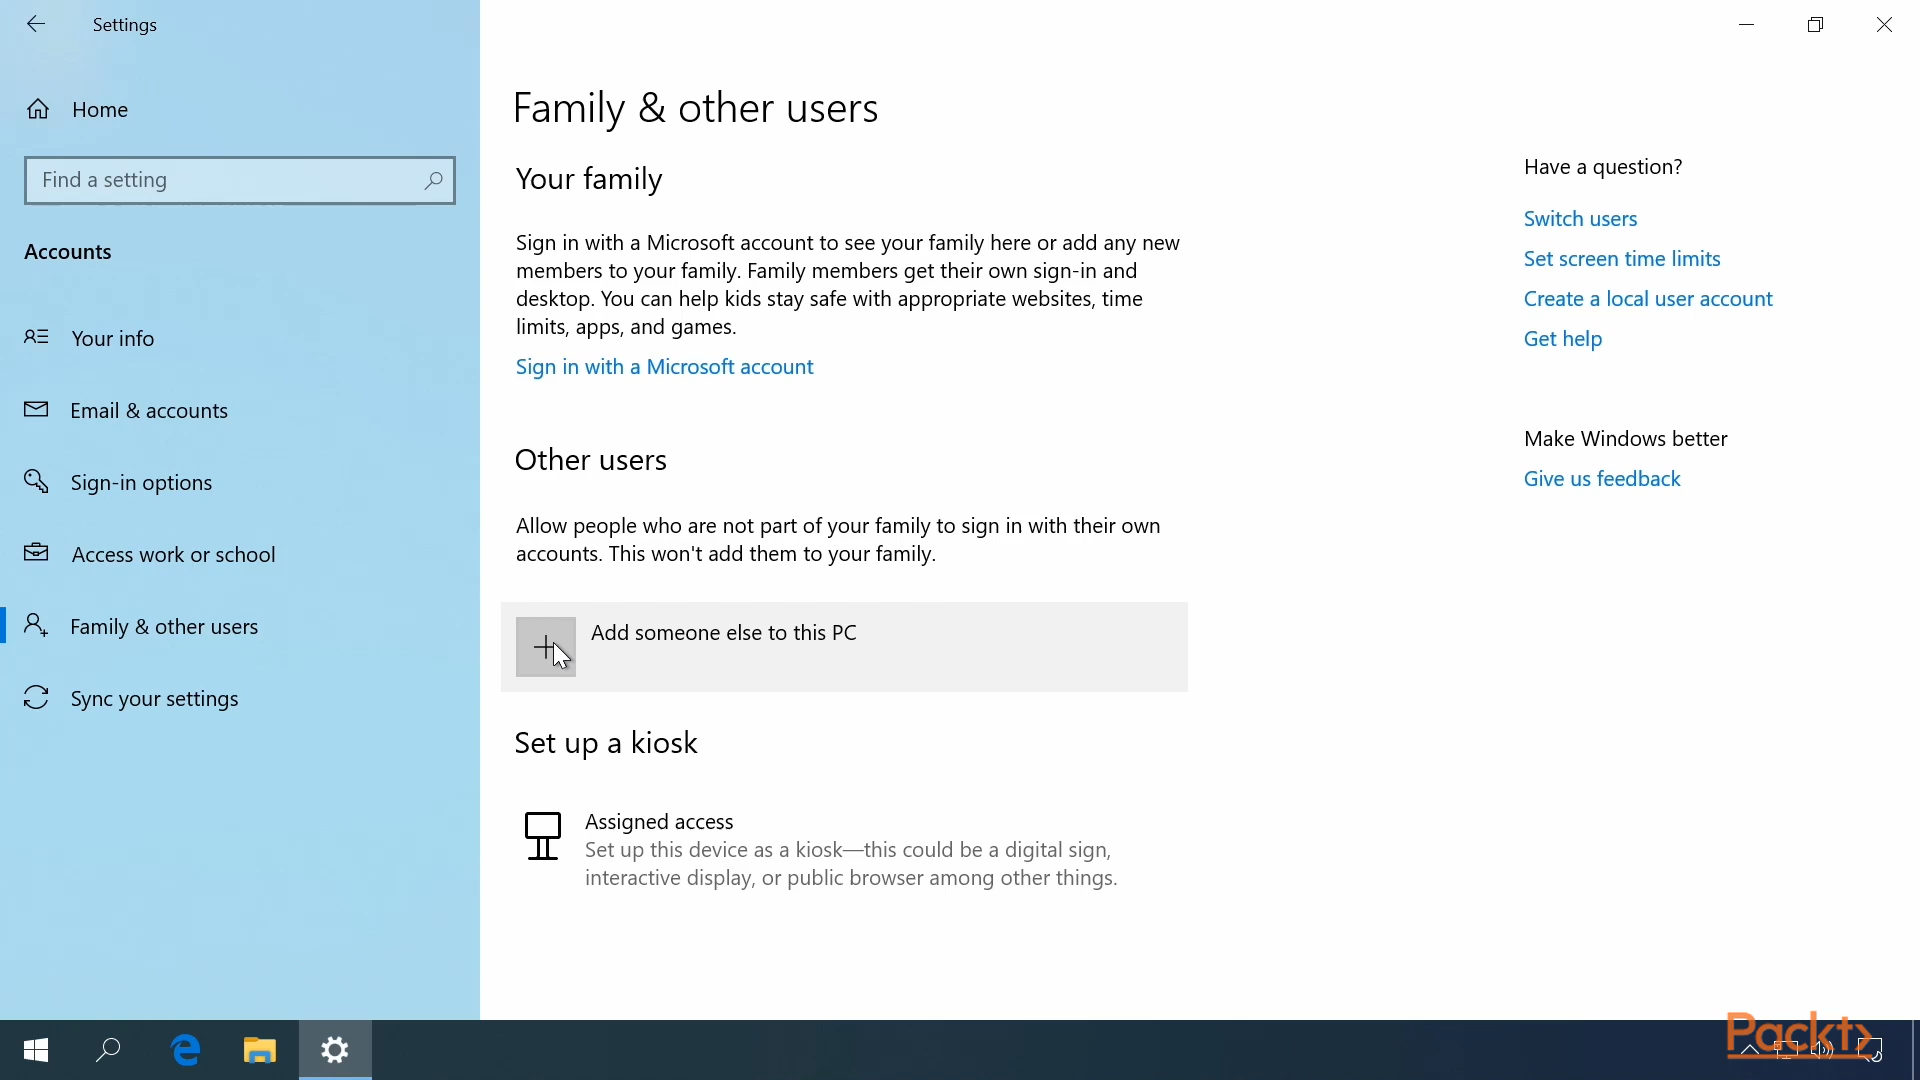 Settings
Home
Find a setting
Accounts
Your info
Email & accounts
Sign-in options
Access work or school
Family & other users
Sync your settings
Family & other users
Your family
Sign in with a Microsoft account to see your family here or add any new
members to your family. Family members get their own sign-in and
desktop. You can help kids stay safe with appropriate websites, time
limits, apps, and games.
Sign in with a Microsoft account
Other users
Allow people who are not part of your family to sign in with their own
accounts. This won't add them to your family.
Add someone else to this PC
Set up a kiosk
Assigned access
Set up this device as a kiosk—this could be a digital sign,
interactive display, or public browser among other things.
Have a question?
Switch users
Set screen time limits
Create a local user account
Get help
Make Windows better
Give us feedback
Packt>